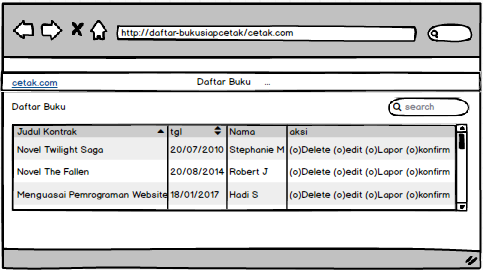 http://daftar-bukusiapcetak/cetak.com
cetak.com Daftar Buku ...
Daftar Buku search
Judul Kontrak tgl Nama aksi
Novel Twilight Saga 20/07/2010 Stephanie M (o)Delete (o)edit (o)Lapor (o)konfirm
Novel The Fallen 20/08/2014 Robert J (o)Delete (o)edit (o)Lapor (o)konfirm
Menguasai Pemrograman Website 18/01/2017 Hadi S (o)Delete (o)edit (o)Lapor (o)konfirm